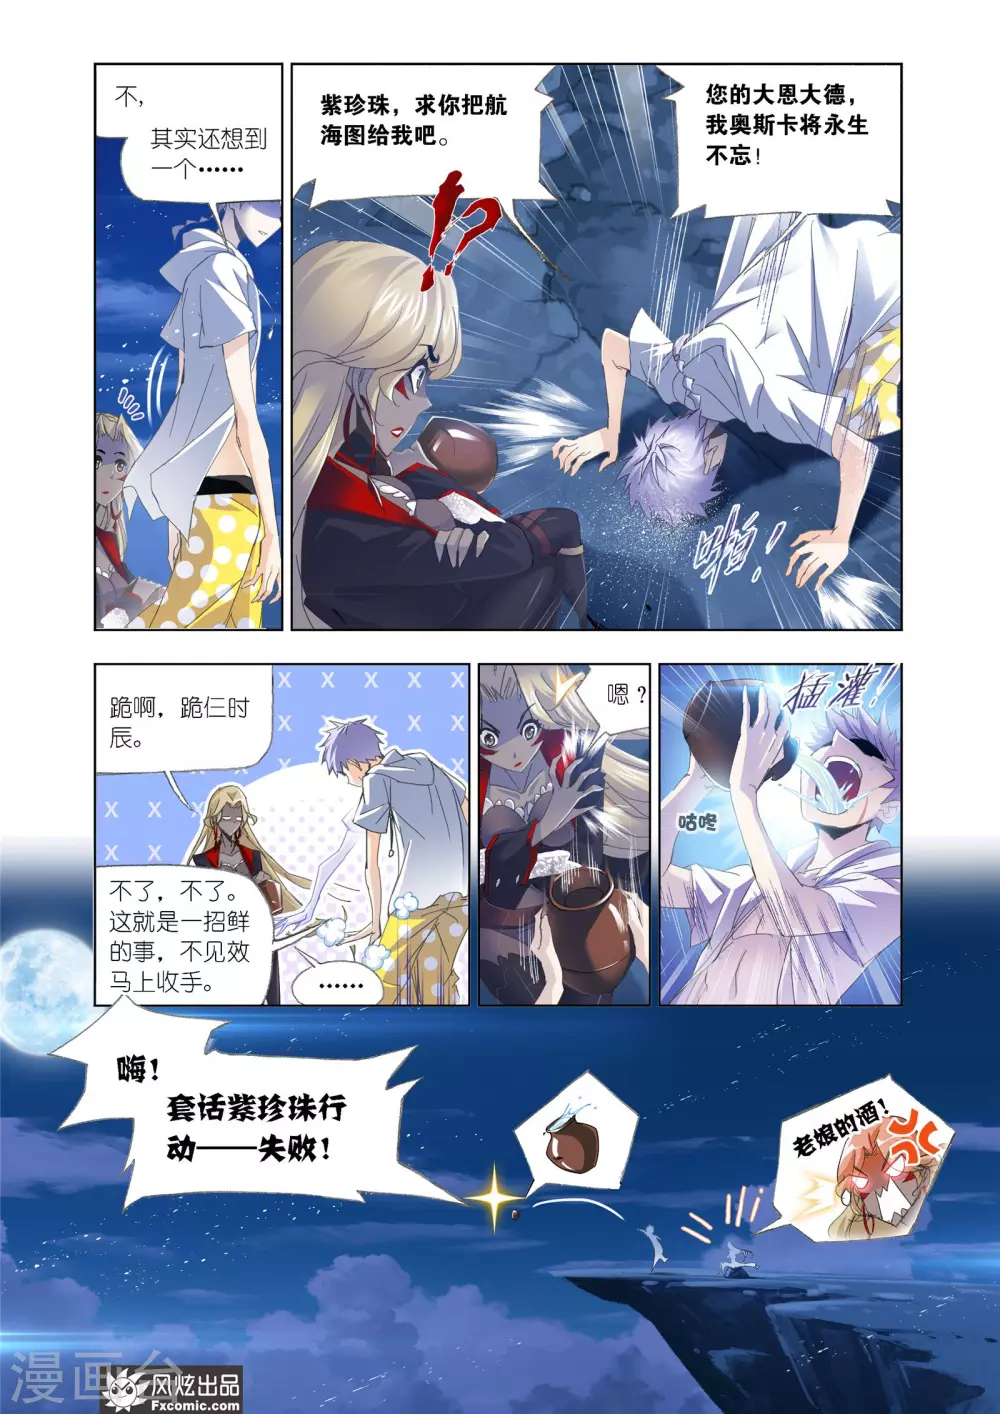 不，
其实还想到
一个······
紫珍珠，求你把航
海图给我吧。
您的大恩大德，
我奥斯卡将永生
不忘！
!?
啪！
跪啊，跪仨时
辰。
不了，不了。
这就是一招鲜
的事，不见效
马上收手。
······
嗯？
猛灌！
咕咚
嗨！
套话紫珍珠行
动——失败！
老娘的酒！
漫画台
风炫出品
Fxcomic.com